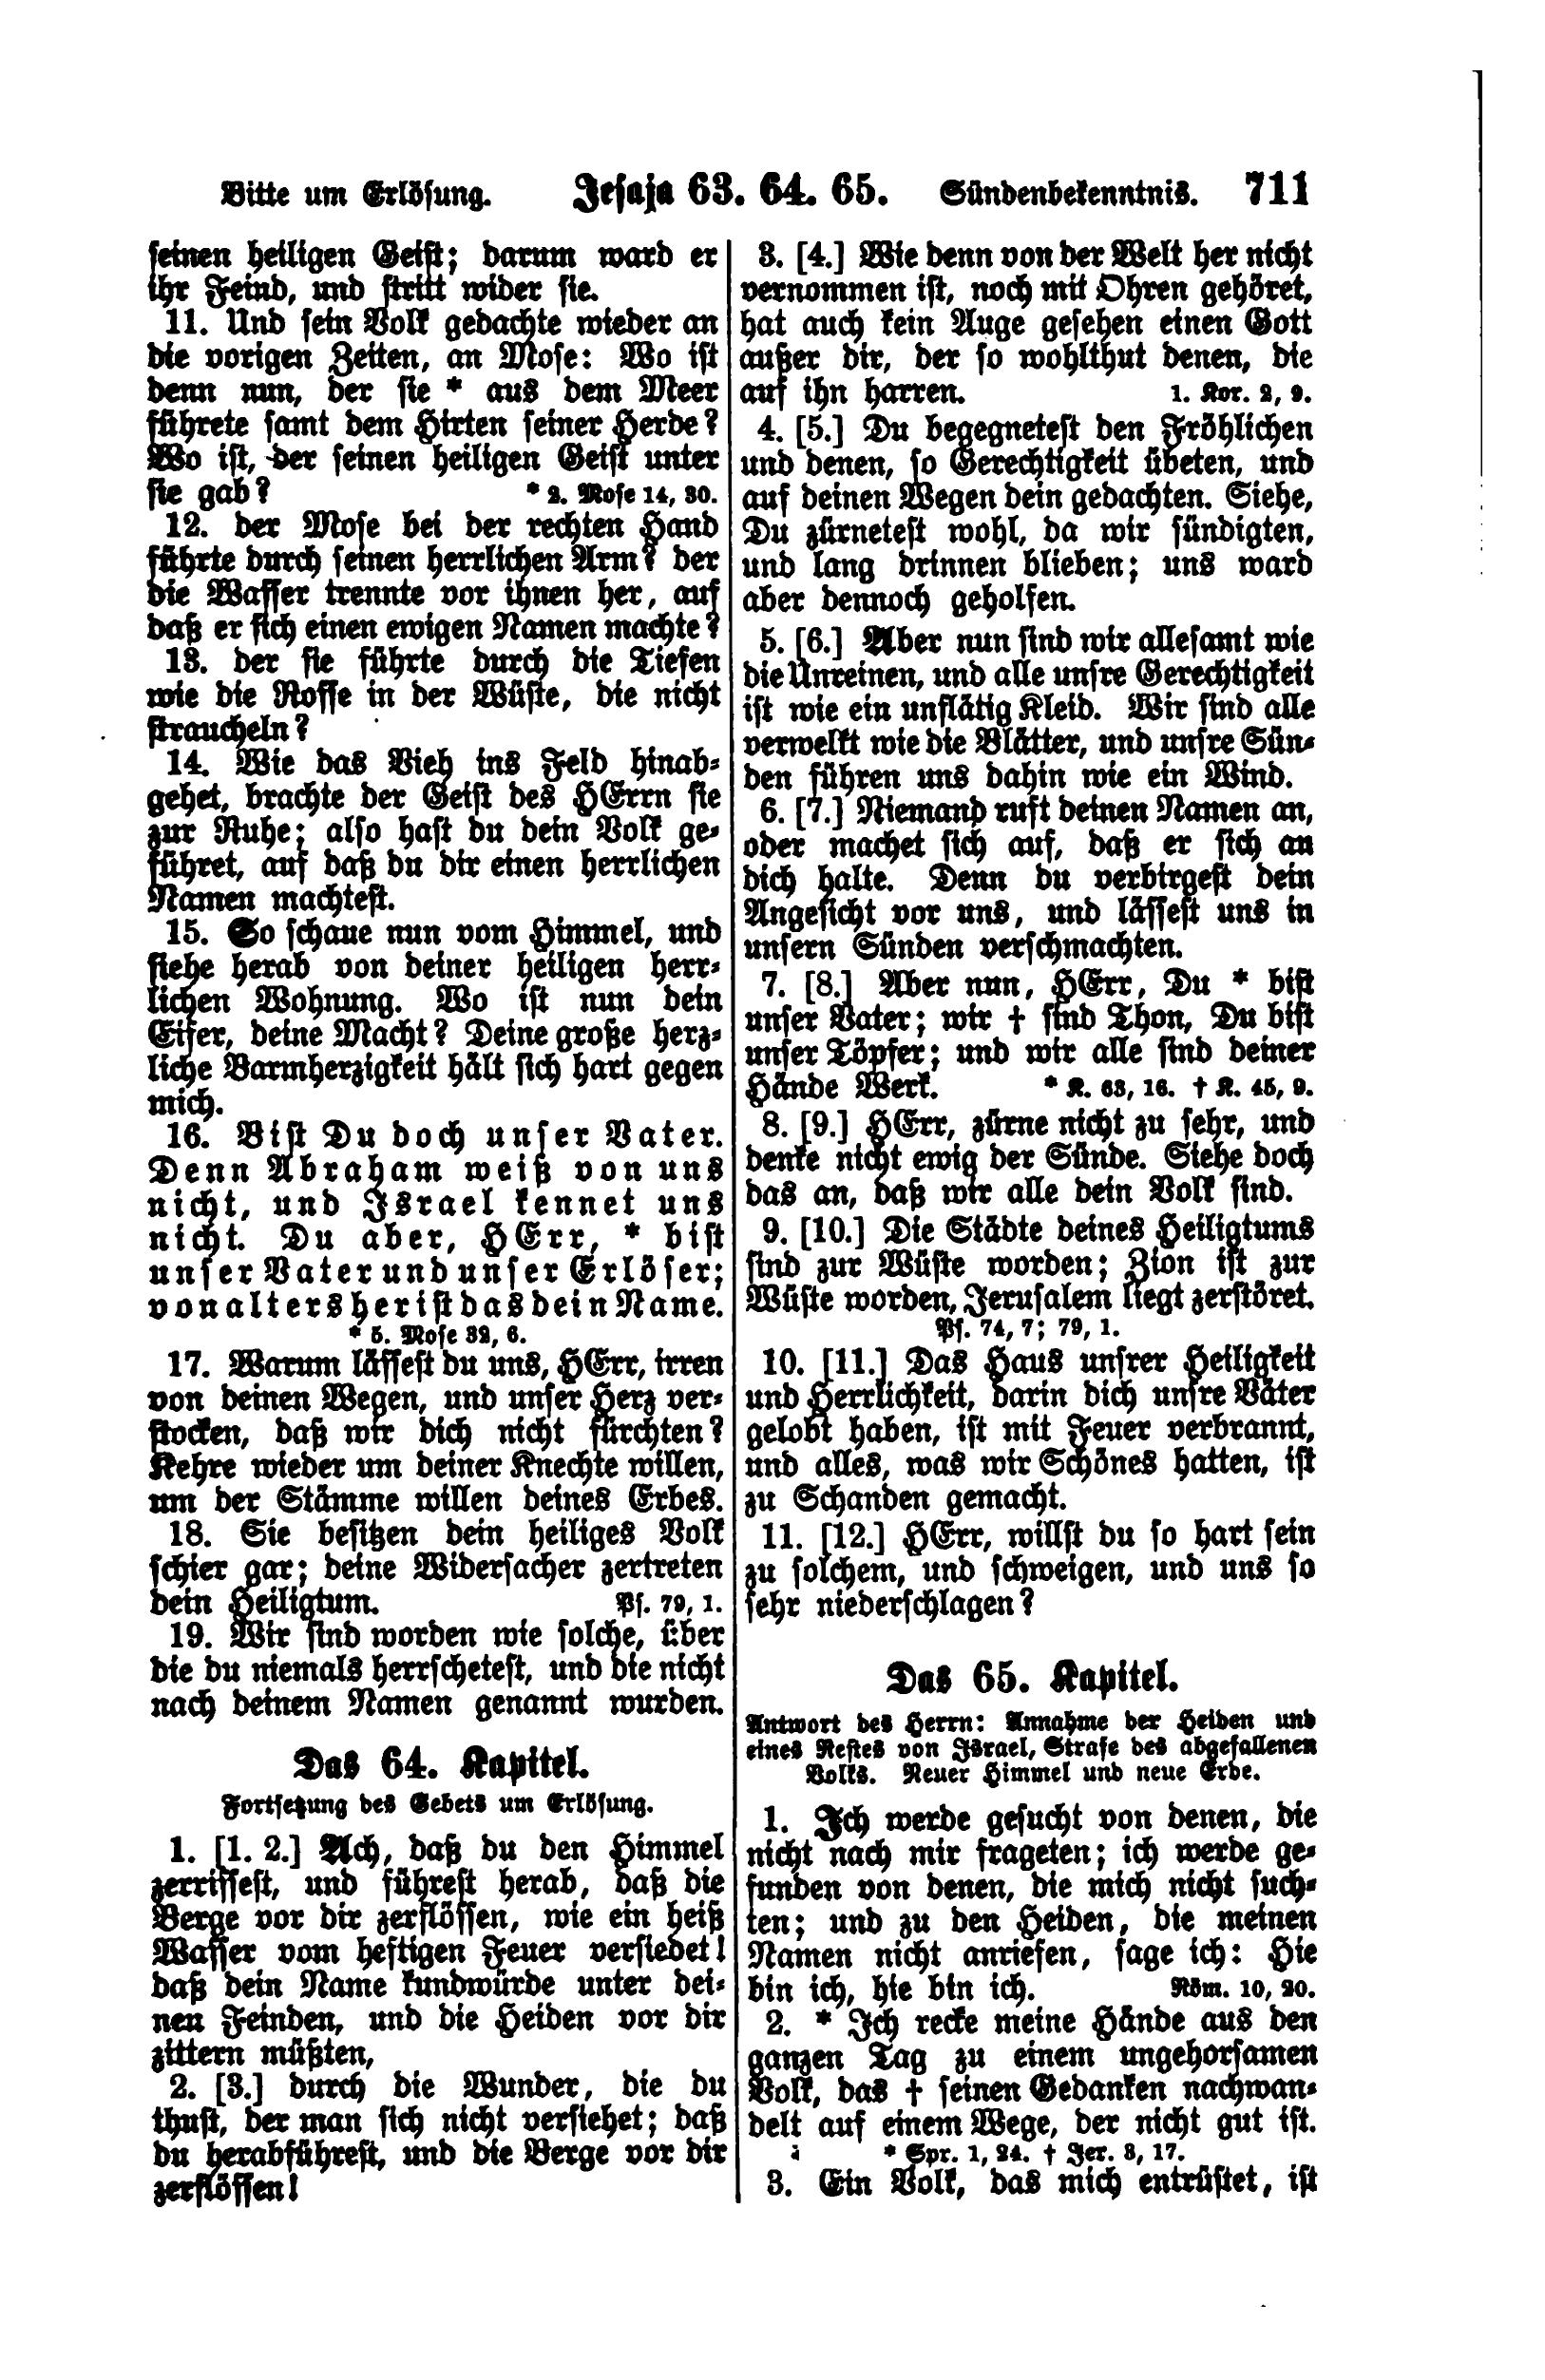 Bitte um Erlösung. Jesaja 63. 64. 65. Sündenbekenntnis. 711
seinen heiligen Geist; darum ward er
ihr Feind, und stritt wider sie.
11. Und sein Volk gedachte wieder an
die vorigen Zeiten, an Mose: Wo ist
denn nun, der sie * aus dem Meer
führete samt dem Hirten seiner Herde?
Wo ist, der seinen heiligen Geist unter
sie gab? * 2. Mose 14, 30.
12. der Mose bei der rechten Hand
führte durch seinen herrlichen Arm? der
die Wasser trennte vor ihnen her, auf
daß er sich einen ewigen Namen machte?
13. der sie führte durch die Tiefen
wie die Rosse in der Wüste, die nicht
straucheln?
14. Wie das Vieh ins Feld hinab-
gehet, brachte der Geist des HErrn sie
zur Ruhe; also hast du dein Volk ge-
führet, auf daß du dir einen herrlichen
Namen machtest.
15. So schaue nun vom Himmel, und
siehe herab von deiner heiligen herr-
lichen Wohnung. Wo ist nun dein
Eifer, deine Macht? Deine große herz-
liche Barmherzigkeit hält sich hart gegen
mich.
16. Bist Du doch unser Vater.
Denn Abraham weiß von uns
nicht, und Israel kennet uns
nicht. Du aber, HErr, * bist
unser Vater und unser Erlöser;
von alters her ist das dein Name.
* 5. Mose 32, 6.
17. Warum lässest du uns, HErr, irren
von deinen Wegen, und unser Herz ver-
stocken, daß wir dich nicht fürchten?
Kehre wieder um deiner Knechte willen,
um der Stämme willen deines Erbes.
18. Sie besitzen dein heiliges Volk
schier gar; deine Widersacher zertreten
dein Heiligtum. Ps. 79, 1.
19. Wir sind worden wie solche, über
die du niemals herrschetest, und die nicht
nach deinem Namen genannt wurden.
Das 64. Kapitel.
Fortsetzung des Gebets um Erlösung.
1. [1. 2.] Ach, daß du den Himmel
zerrissest, und führest herab, daß die
Berge vor dir zerflössen, wie ein heiß
Wasser vom heftigen Feuer versiedet!
daß dein Name kundwürde unter dei-
nen Feinden, und die Heiden vor dir
zittern müßten,
2. [3.] durch die Wunder, die du
thust, der man sich nicht versiehet; daß
du herabführest, und die Berge vor dir
zerflössen!
3. [4.] Wie denn von der Welt her nicht
vernommen ist, noch mit Ohren gehöret,
hat auch kein Auge gesehen einen Gott
außer dir, der so wohlthut denen, die
auf ihn harren. 1. Kor. 2, 9.
4. [5.] Du begegnetest den Fröhlichen
und denen, so Gerechtigkeit übeten, und
auf deinen Wegen dein gedachten. Siehe,
Du zürnetest wohl, da wir sündigten,
und lang drinnen blieben; uns ward
aber dennoch geholfen.
5. [6.] Aber nun sind wir allesamt wie
die Unreinen, und alle unsre Gerechtigkeit
ist wie ein unflätig Kleid. Wir sind alle
verwelkt wie die Blätter, und unsre Sün-
den führen uns dahin wie ein Wind.
6. [7.] Niemand ruft deinen Namen an,
oder machet sich auf, daß er sich an
dich halte. Denn du verbirgest dein
Angesicht vor uns, und lässest uns in
unsern Sünden verschmachten.
7. [8.] Aber nun, HErr, Du * bist
unser Vater; wir † sind Thon, Du bist
unser Töpfer; und wir alle sind deiner
Hände Werk. * K. 63, 16. † K. 45, 9.
8. [9.] HErr, zürne nicht zu sehr, und
denke nicht ewig der Sünde. Siehe doch
das an, daß wir alle dein Volk sind.
9. [10.] Die Städte deines Heiligtums
sind zur Wüste worden; Zion ist zur
Wüste worden, Jerusalem liegt zerstöret.
Ps. 74, 7; 79, 1.
10. [11.] Das Haus unsrer Heiligkeit
und Herrlichkeit, darin dich unsre Väter
gelobt haben, ist mit Feuer verbrannt,
und alles, was wir Schönes hatten, ist
zu Schanden gemacht.
11. [12.] HErr, willst du so hart sein
zu solchem, und schweigen, und uns so
sehr niederschlagen?
Das 65. Kapitel.
Antwort des Herrn: Annahme der Heiden und
eines Restes von Israel, Strafe des abgefallenen
Volks. Neuer Himmel und neue Erde.
1. Ich werde gesucht von denen, die
nicht nach mir frageten; ich werde ge-
funden von denen, die mich nicht such-
ten; und zu den Heiden, die meinen
Namen nicht anriefen, sage ich: Hie
bin ich, hie bin ich. Röm. 10, 20.
2. * Ich recke meine Hände aus den
ganzen Tag zu einem ungehorsamen
Volk, das † seinen Gedanken nachwan-
delt auf einem Wege, der nicht gut ist.
* Spr. 1, 24. † Jer. 3, 17.
3. Ein Volk, das mich entrüstet, ist